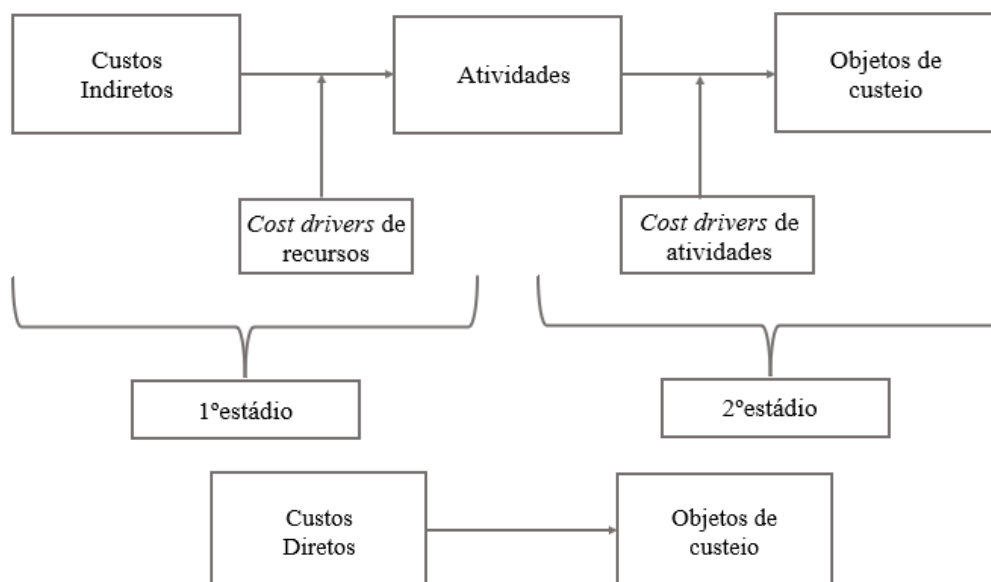 Custos
Indiretos
Atividades
Objetos de
custeio
Cost drivers de
recursos
Cost drivers de
atividades
1ºestádio
2ºestádio
Custos
Diretos
Objetos de
custeio